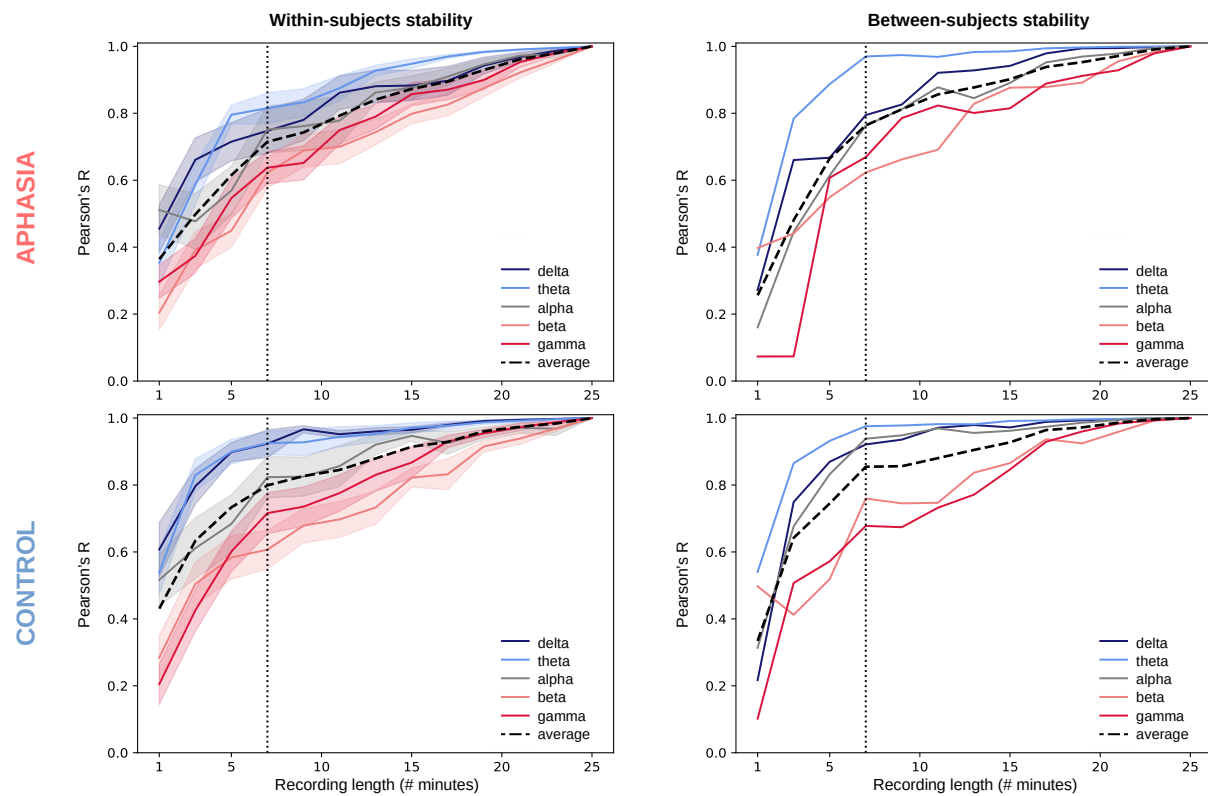 Within-subjects stability
Between-subjects stability
APHASIA
Pearson's R
1.0
0.8
0.6
0.4
0.2
0.0
1
5
10
15
20
25
delta
theta
alpha
beta
gamma
average
Pearson's R
1.0
0.8
0.6
0.4
0.2
0.0
1
5
10
15
20
25
delta
theta
alpha
beta
gamma
average
CONTROL
Pearson's R
1.0
0.8
0.6
0.4
0.2
0.0
1
5
10
15
20
25
Recording length (# minutes)
delta
theta
alpha
beta
gamma
average
Pearson's R
1.0
0.8
0.6
0.4
0.2
0.0
1
5
10
15
20
25
Recording length (# minutes)
delta
theta
alpha
beta
gamma
average